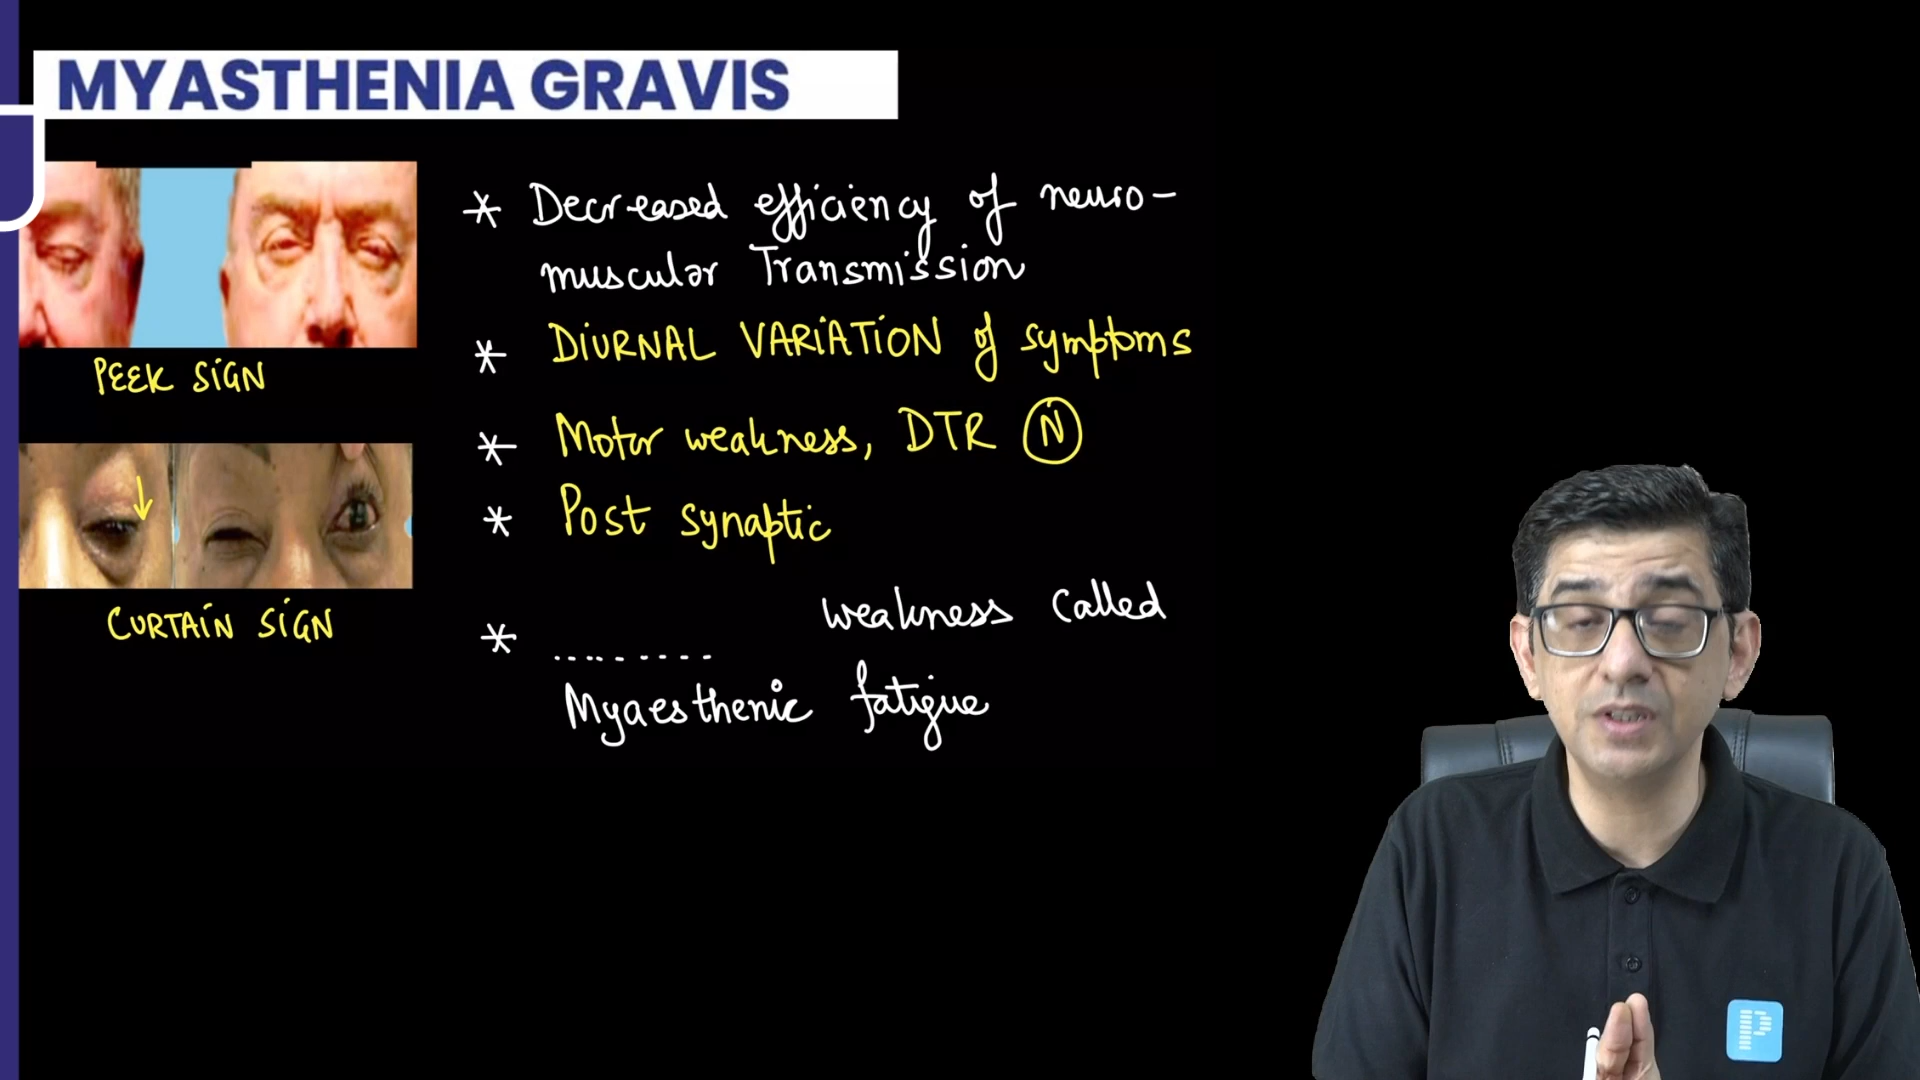 MYASTHENIA GRAVIS
* Decreased efficiency of neuro-
muscular Transmission
* DIURNAL VARIATION of symptoms
* Motor weakness, DTR N
* Post synaptic
* ......... weakness called
Myaesthenic fatigue
PEEK SIGN
CURTAIN SIGN
P